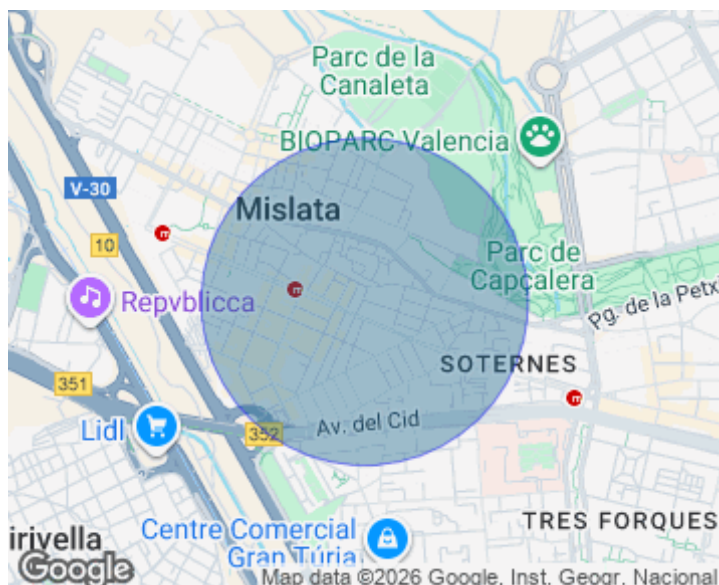 Parc de la
Canaleta
BIOPARC Valencia
V-30
Mislata
10
Parc de
Capçalera
Repvblicca
Pg. de la Petx
SOTERNES
351
Lidl
352
Av. del Cid
TRES FORQUES
irivella
Centre Comercial
Gran Túria
Google
Map data ©2026 Google, Inst. Geogr. Nacional